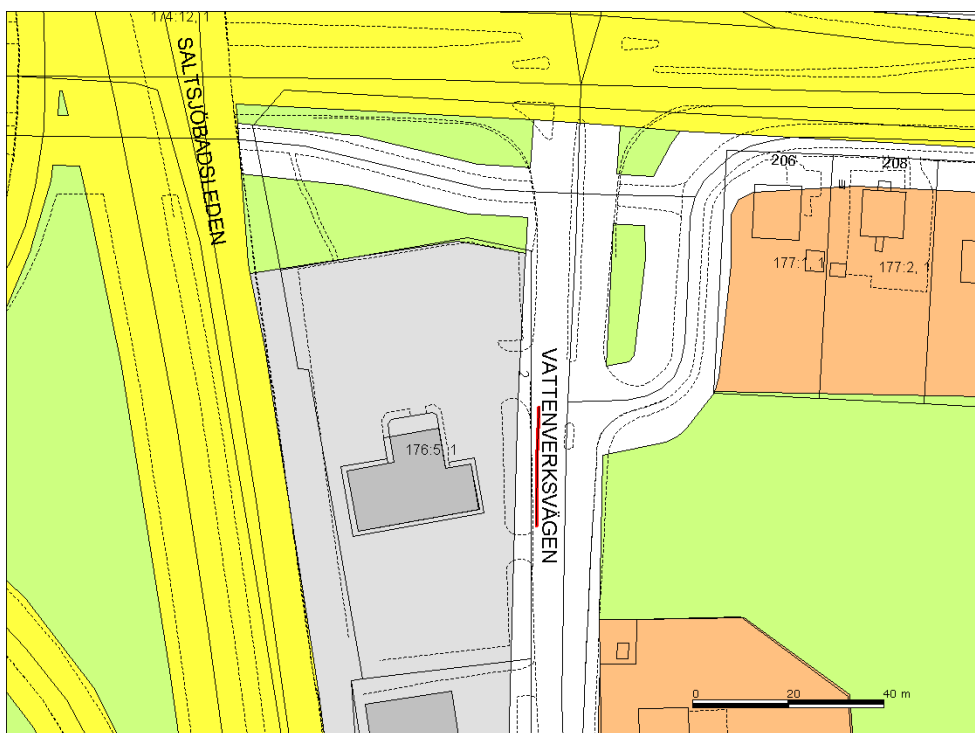 174:12, 1
SALTSJÖBADSLEDEN
206
208
177:1, 1
177:2, 1
VATTENVERKSVÄGEN
2
176:5, 1
0 20 40 m